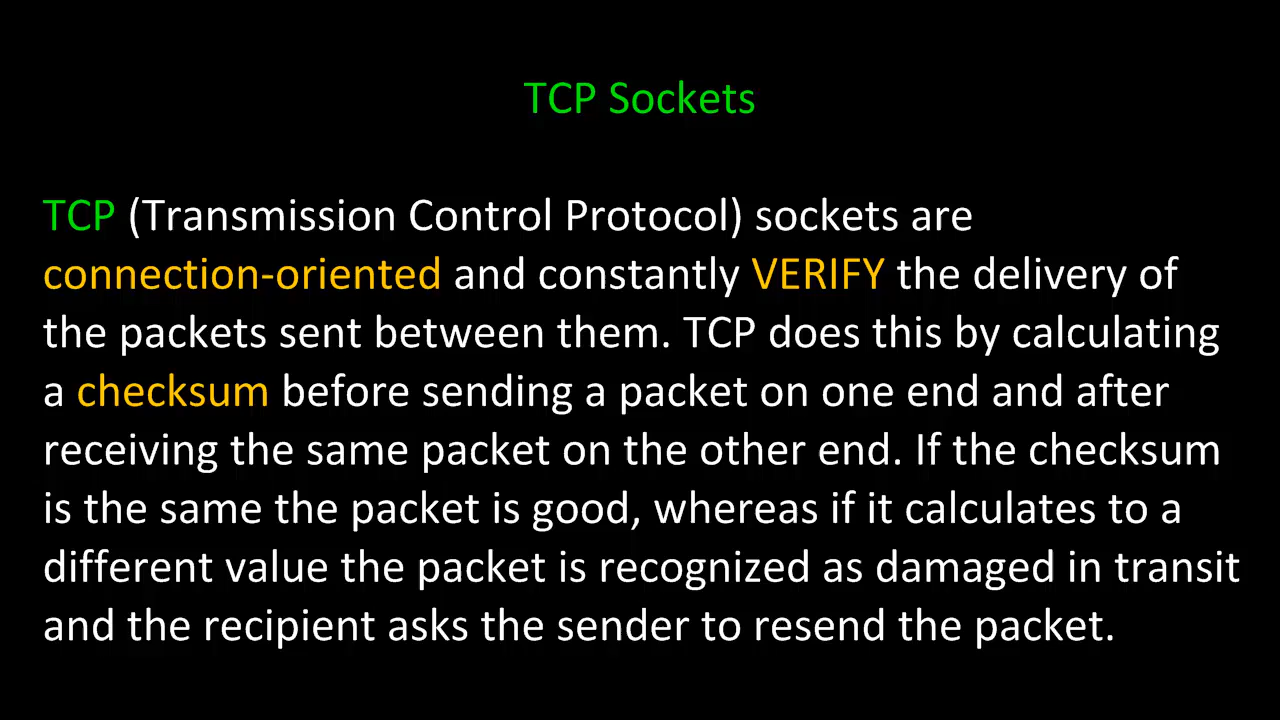 TCP Sockets
TCP (Transmission Control Protocol) sockets are
connection-oriented and constantly VERIFY the delivery of
the packets sent between them. TCP does this by calculating
a checksum before sending a packet on one end and after
receiving the same packet on the other end. If the checksum
is the same the packet is good, whereas if it calculates to a
different value the packet is recognized as damaged in transit
and the recipient asks the sender to resend the packet.